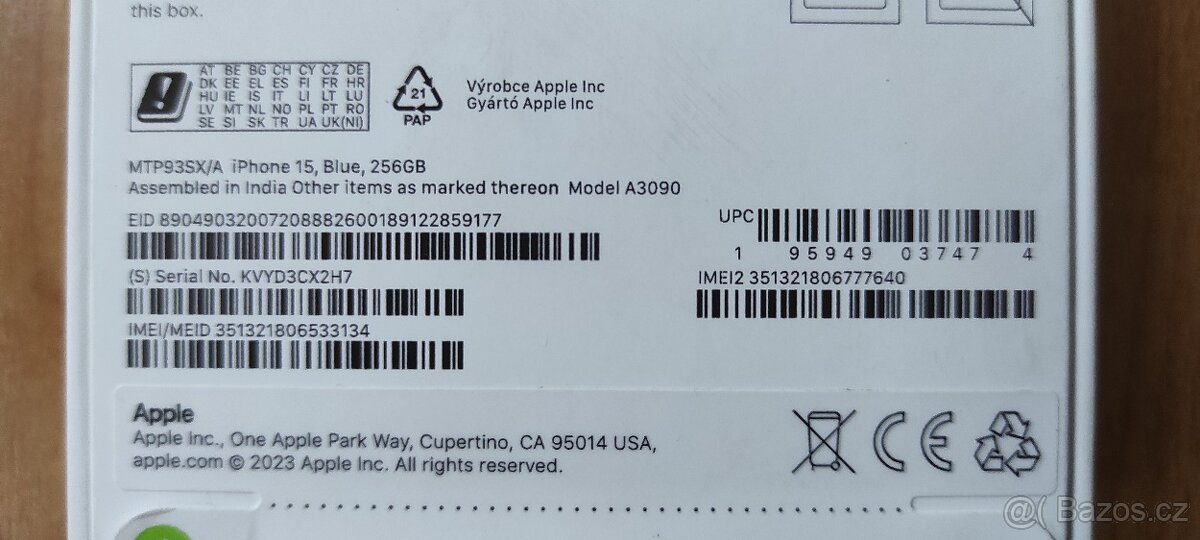 this box.
AT BE BG CH CY CZ DE
DK EE EL ES FI FR HR
HU IE IS IT LI LT LU
LV MT NL NO PL PT RO
SE SI SK TR UA UK(NI)
21
PAP
Výrobce Apple Inc
Gyártó Apple Inc
MTP93SX/A iPhone 15, Blue, 256GB
Assembled in India Other items as marked thereon Model A3090
EID 89049032007208882600189122859177
UPC
1 95949 03747 4
(S) Serial No. KVYD3CX2H7
IMEI2 351321806777640
IMEI/MEID 351321806533134
Apple
Apple Inc., One Apple Park Way, Cupertino, CA 95014 USA,
apple.com © 2023 Apple Inc. All rights reserved.
CE
Bazos.cz